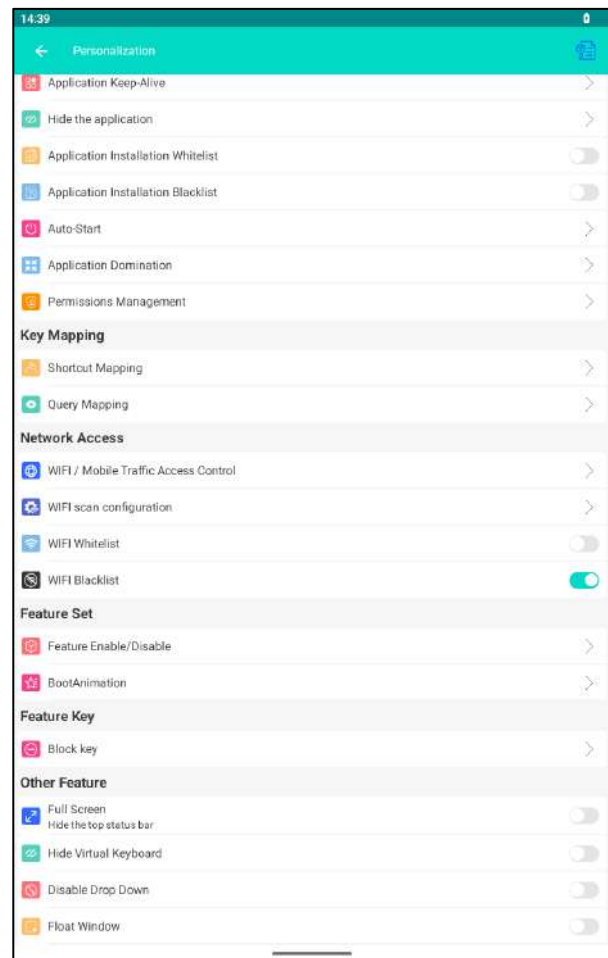 14:39
Personalization
Application Keep-Alive
Hide the application
Application Installation Whitelist
Application Installation Blacklist
Auto-Start
Application Domination
Permissions Management
Key Mapping
Shortcut Mapping
Query Mapping
Network Access
WIFI / Mobile Traffic Access Control
WIFI scan configuration
WIFI Whitelist
WIFI Blacklist
Feature Set
Feature Enable/Disable
BootAnimation
Feature Key
Block key
Other Feature
Full Screen
Hide the top status bar
Hide Virtual Keyboard
Disable Drop Down
Float Window